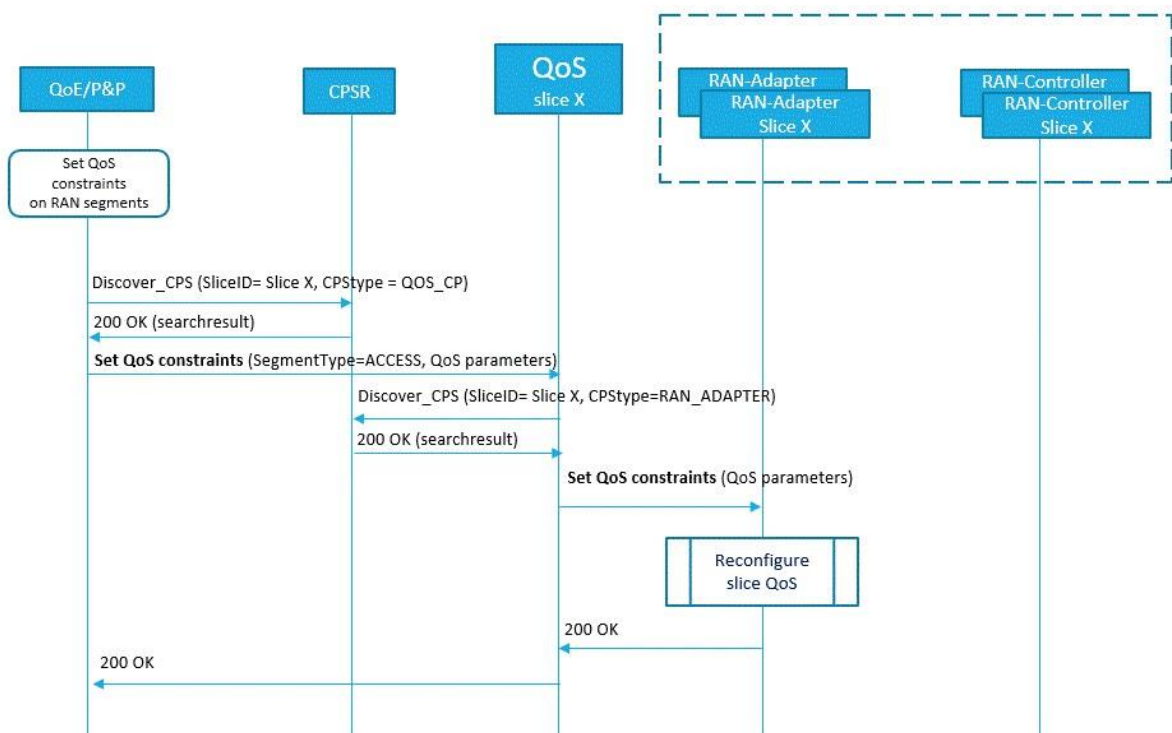 QoE/P&P
CPSR
QoS
slice X
RAN-Adapter
RAN-Adapter
Slice X
RAN-Controller
RAN-Controller
Slice X
Set QoS
constraints
on RAN segments
Discover_CPS (SliceID= Slice X, CPStype = QOS_CP)
200 OK (searchresult)
Set QoS constraints (SegmentType=ACCESS, QoS parameters)
Discover_CPS (SliceID= Slice X, CPStype=RAN_ADAPTER)
200 OK (searchresult)
Set QoS constraints (QoS parameters)
Reconfigure
slice QoS
200 OK
200 OK